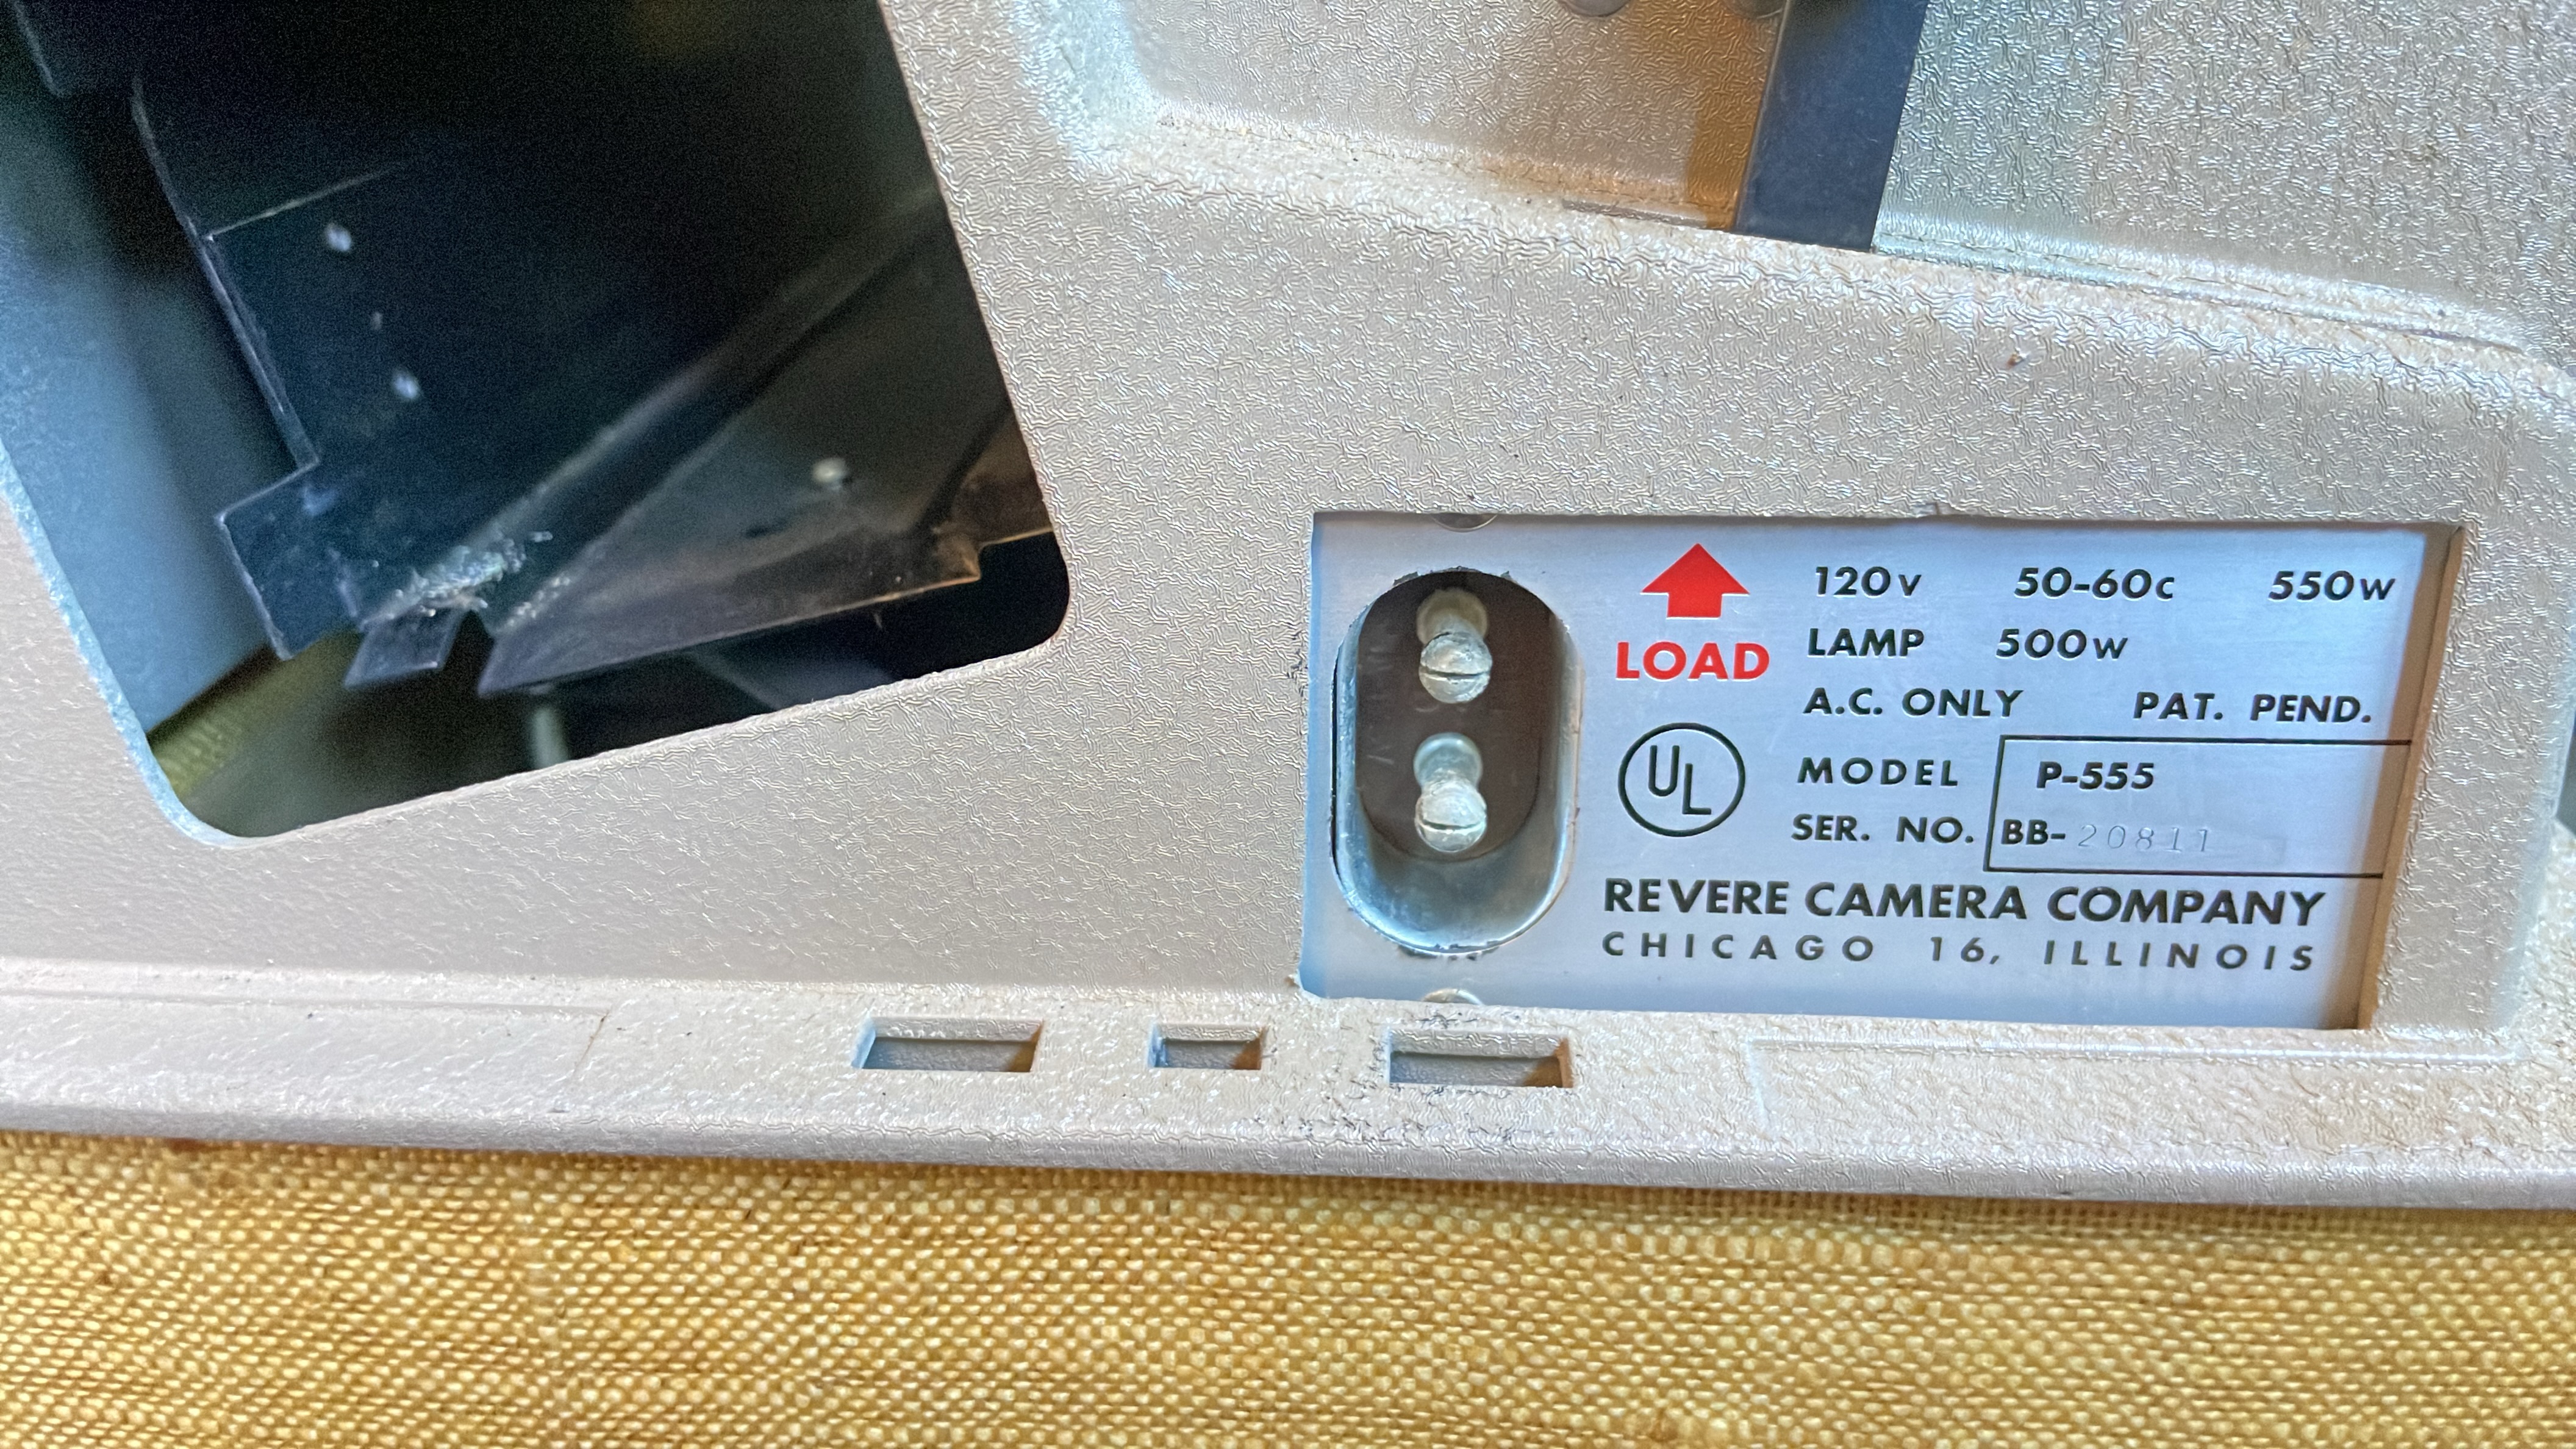 LOAD
120V 50-60C 550W
LAMP 500W
A.C. ONLY PAT. PEND.
UL
MODEL P-555
SER. NO. BB-20811
REVERE CAMERA COMPANY
CHICAGO 16, ILLINOIS